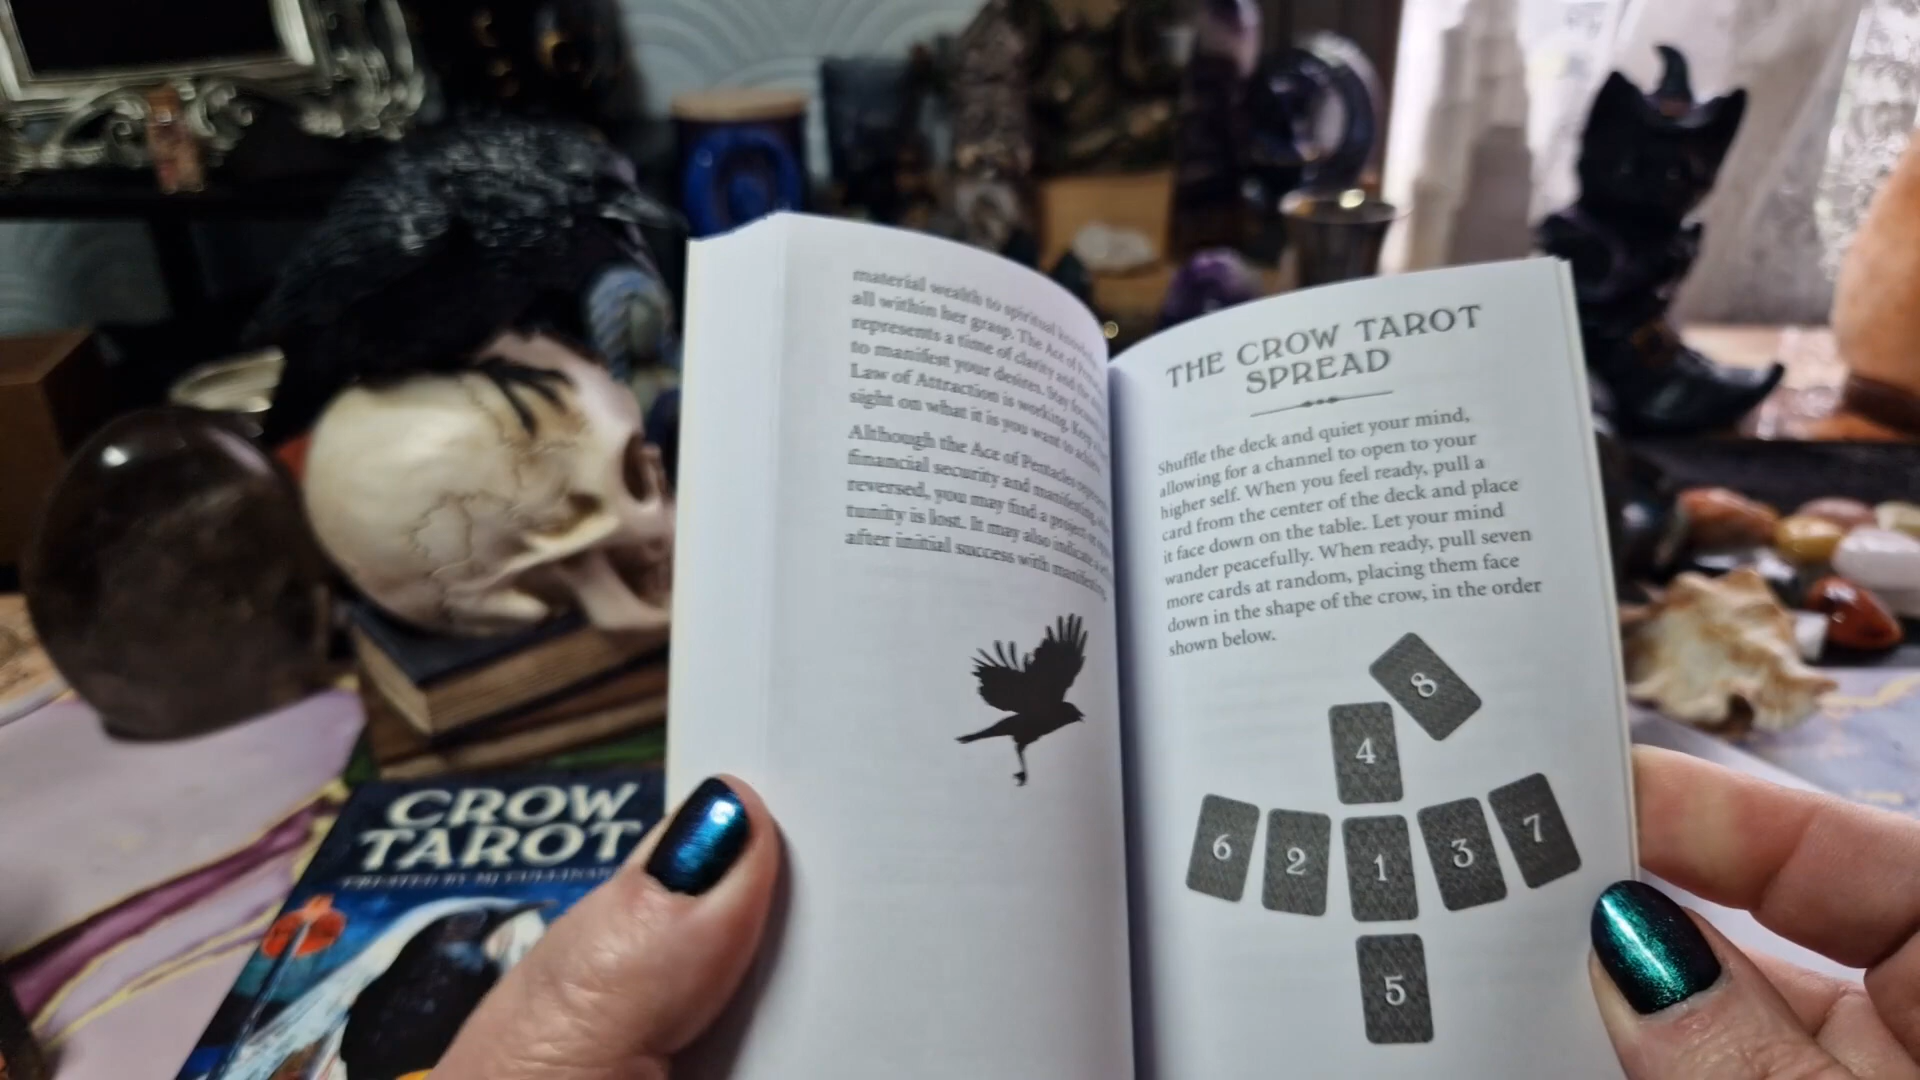 material wealth to spiritual
all within her grasp. The Ace of
represents a time of clarity and
to manifest your desires. Stay
Law of Attraction is working. Keep
sight on what it is you want to
Although the Ace of Pentacles
financial security and
reversed, you may find a project or
tunity is lost. It may also indicate
after initial success with manifesting.
THE CROW TAROT
SPREAD
Shuffle the deck and quiet your mind,
allowing for a channel to open to your
higher self. When you feel ready, pull a
card from the center of the deck and place
it face down on the table. Let your mind
wander peacefully. When ready, pull seven
more cards at random, placing them face
down in the shape of the crow, in the order
shown below.
8
4
6 2 1 3 7
5
CROW
TAROT
CREATED BY MJ CULLINANE